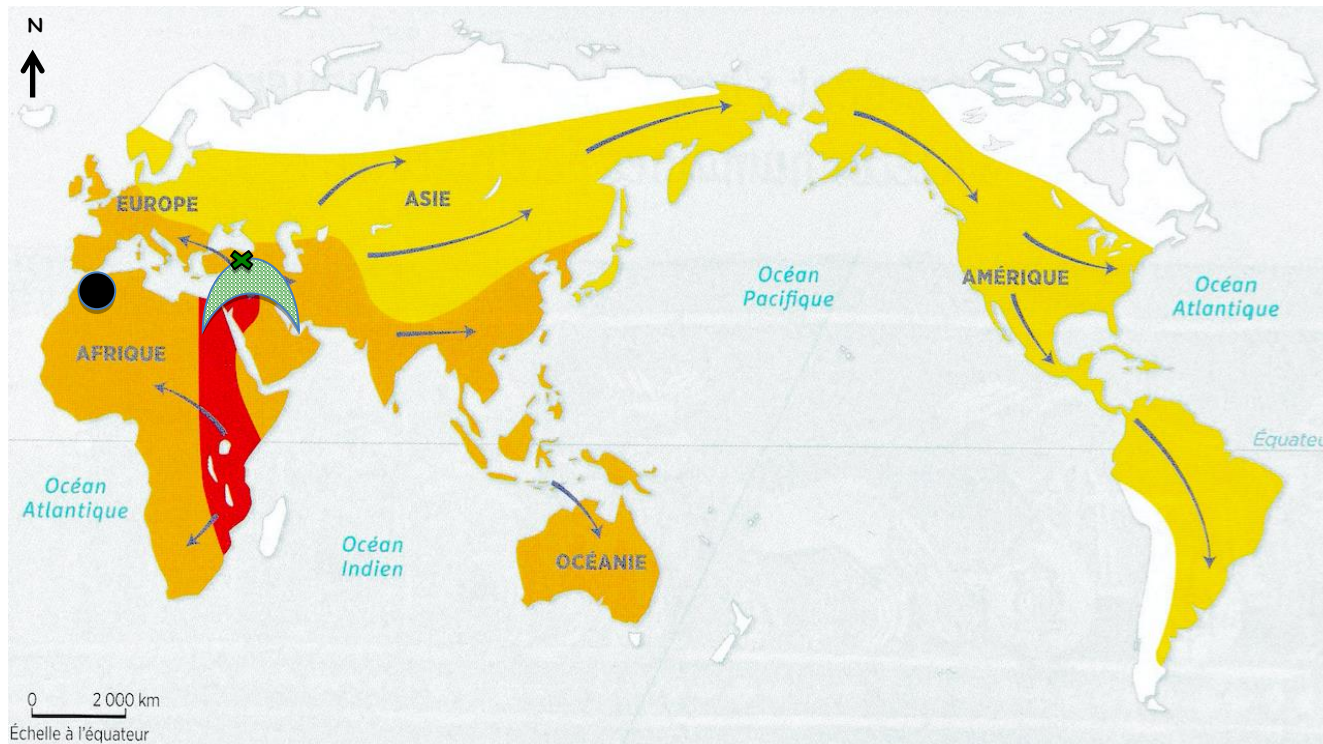 N
EUROPE
ASIE
AFRIQUE
AMÉRIQUE
Océan
Pacifique
Océan
Atlantique
Équateu
Océan
Atlantique
Océan
Indien
OCÉANIE
0 2 000 km
Échelle à l'équateur